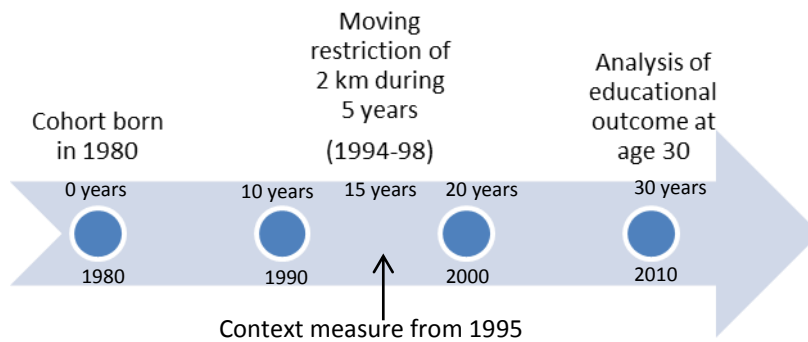 Cohort born
in 1980
Moving
restriction of
2 km during
5 years
(1994-98)
Analysis of
educational
outcome at
age 30
0 years
10 years
15 years
20 years
30 years
1980
1990
2000
2010
Context measure from 1995